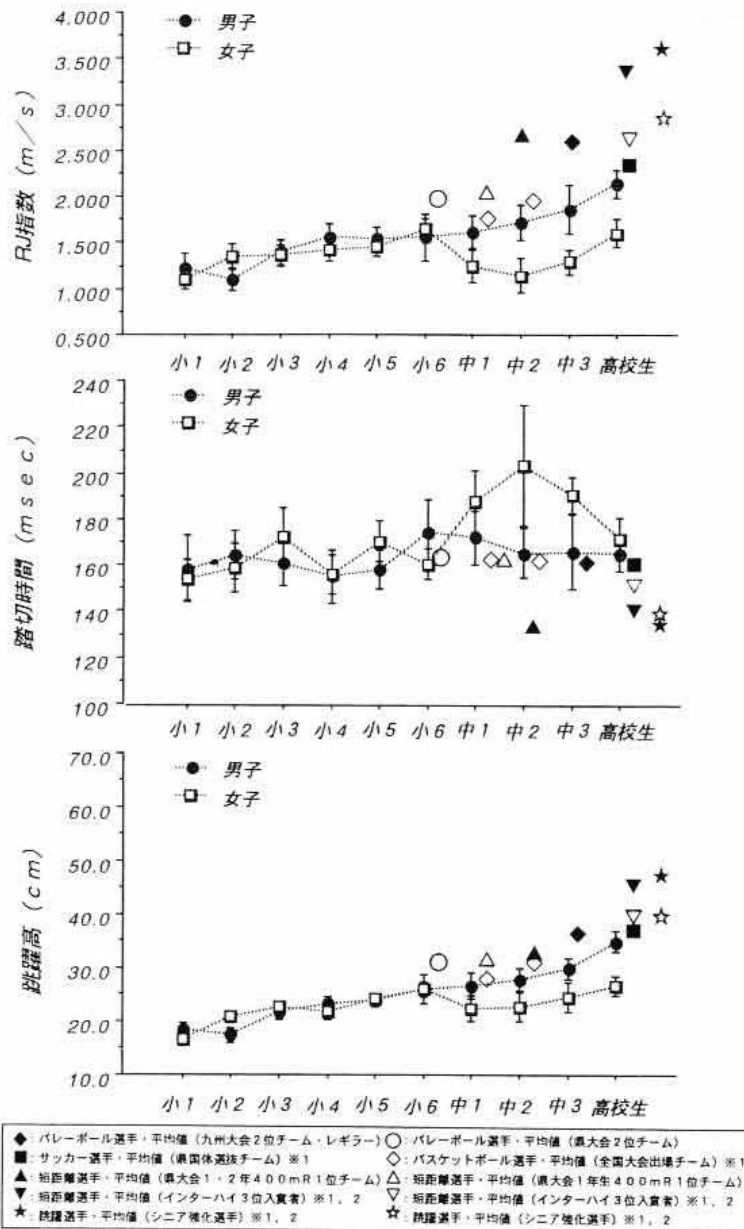 RJ指数 (m/s)
4.000
3.500
3.000
2.500
2.000
1.500
1.000
0.500
男子
女子
小1 小2 小3 小4 小5 小6 中1 中2 中3 高校生
踏切時間 (msec)
240
220
200
180
160
140
120
100
男子
女子
小1 小2 小3 小4 小5 小6 中1 中2 中3 高校生
跳躍高 (cm)
70.0
60.0
50.0
40.0
30.0
20.0
10.0
男子
女子
小1 小2 小3 小4 小5 小6 中1 中2 中3 高校生
◆:バレーボール選手・平均値(九州大会2位チーム・レギラー) ○:バレーボール選手・平均値(県大会2位チーム)
■:サッカー選手・平均値(県国体選抜チーム)※1 ◇:バスケットボール選手・平均値(全国大会出場チーム)※1
▲:短距離選手・平均値(県大会1・2年400mR1位チーム) △:短距離選手・平均値(県大会1年生400mR1位チーム)
▼:短距離選手・平均値(インターハイ3位入賞者)※1,2 ▽:短距離選手・平均値(インターハイ3位入賞者)※1,2
★:跳躍選手・平均値(シニア強化選手)※1,2 ☆:跳躍選手・平均値(シニア強化選手)※1,2